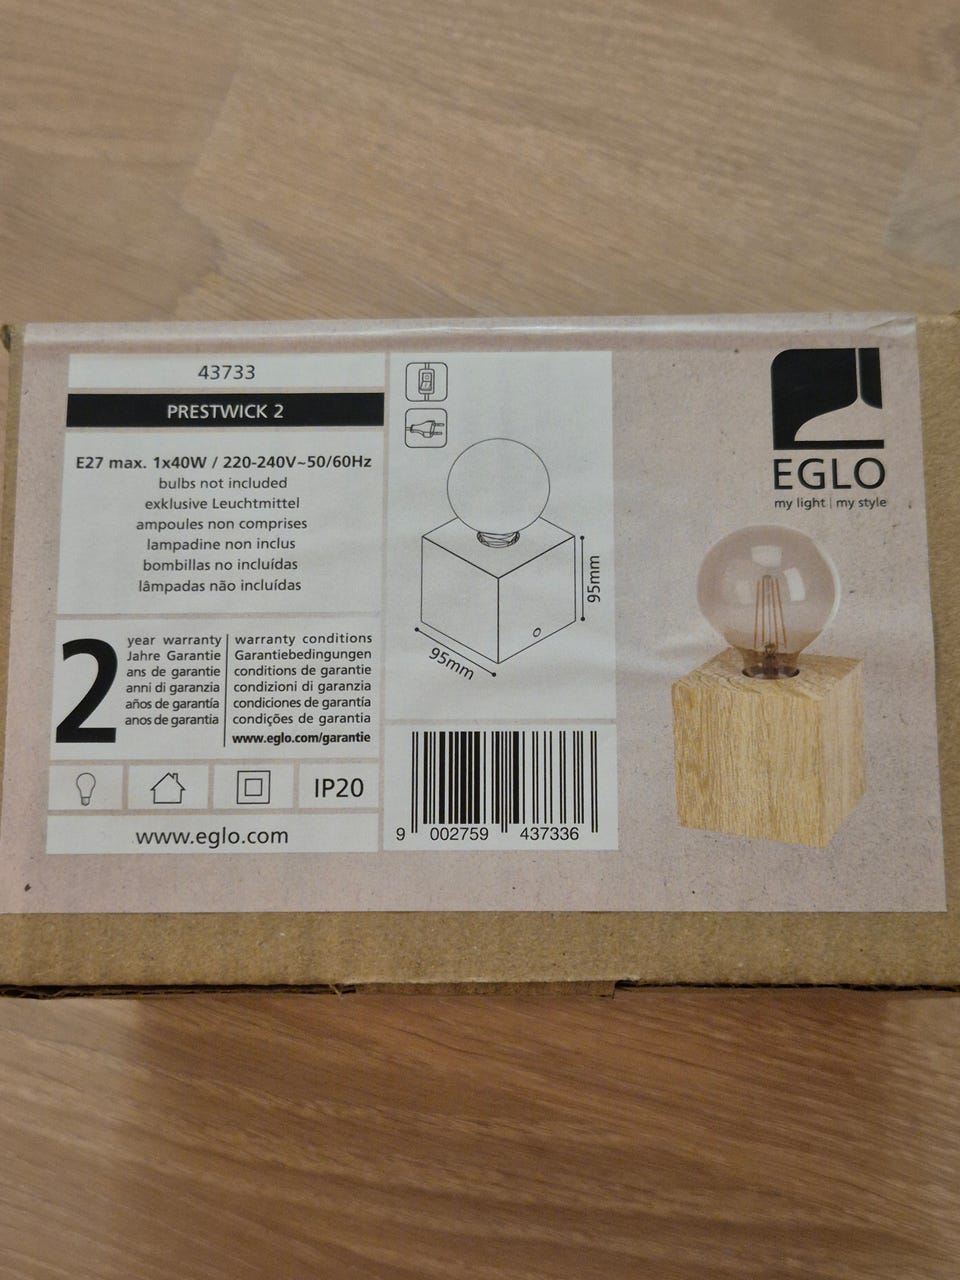 43733
PRESTWICK 2
E27 max. 1x40W / 220-240V~50/60Hz
bulbs not included
exklusive Leuchtmittel
ampoules non comprises
lampadine non inclus
bombillas no incluídas
lâmpadas não incluídas
2
year warranty
Jahre Garantie
ans de garantie
anni di garanzia
años de garantía
anos de garantia
warranty conditions
Garantiebedingungen
conditions de garantie
condizioni di garanzia
condiciones de garantía
condições de garantia
www.eglo.com/garantie
IP20
www.eglo.com
95mm
95mm
9 002759 437336
EGLO
my light | my style